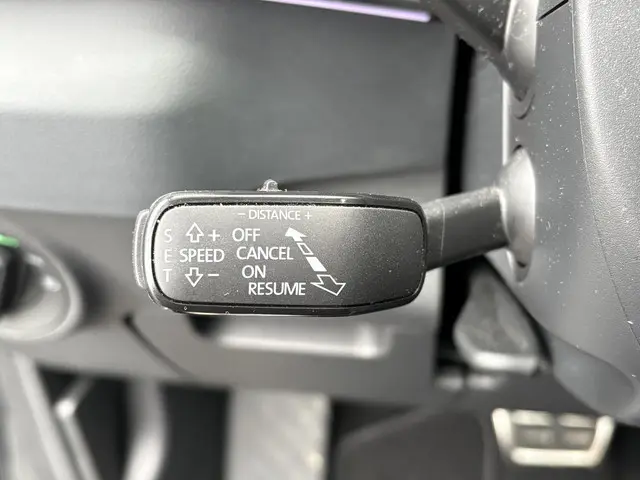 − DISTANCE +
S + OFF
E SPEED CANCEL
T − ON
RESUME